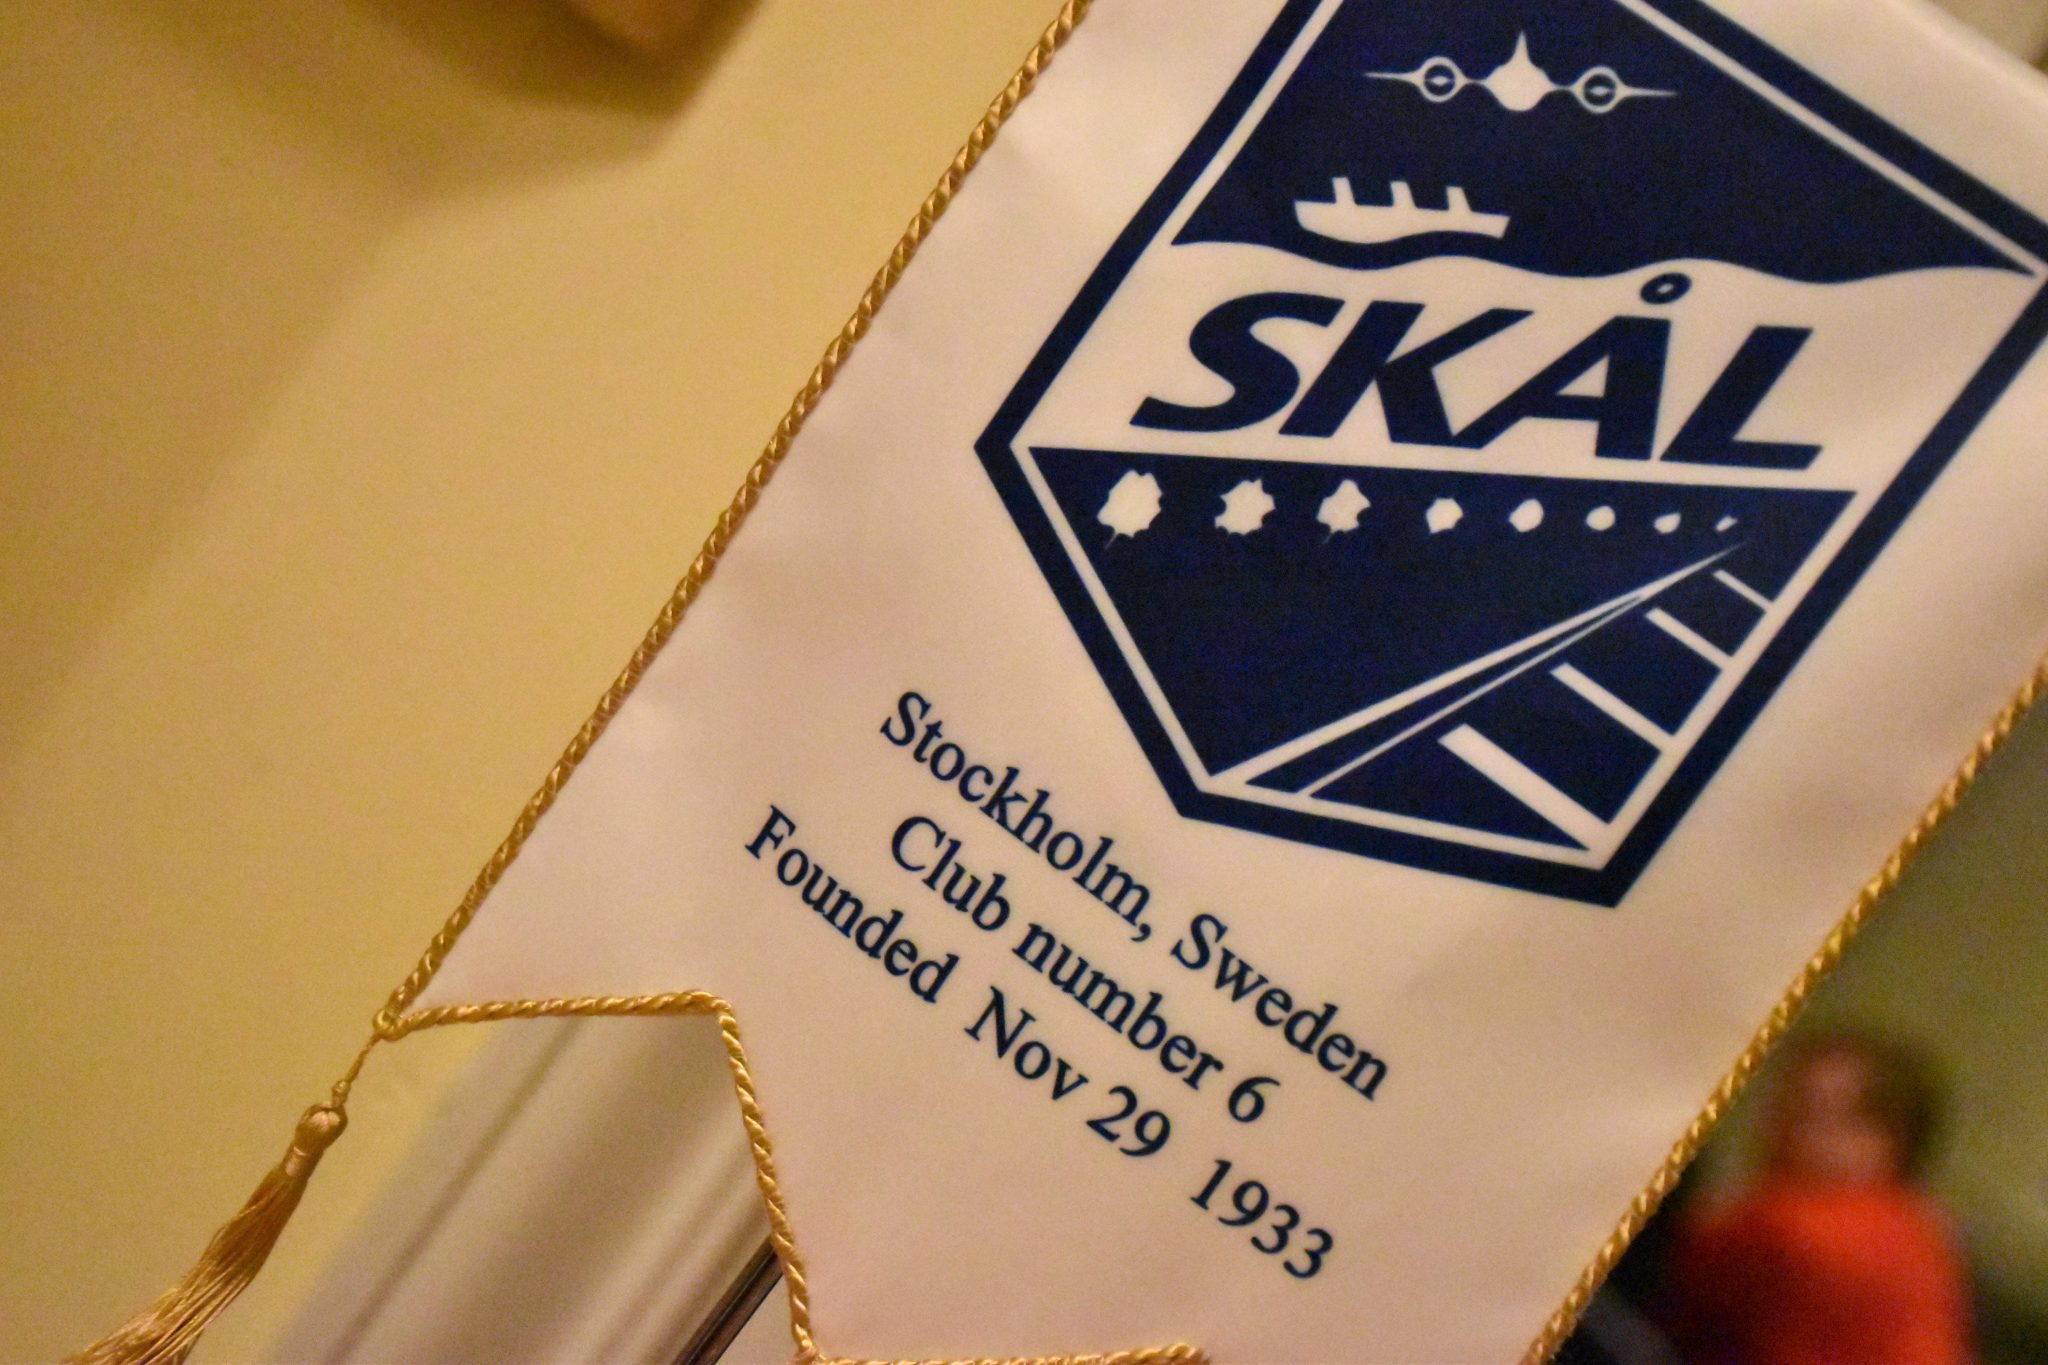 SKÅL
Stockholm, Sweden
Club number 6
Founded Nov 29 1933